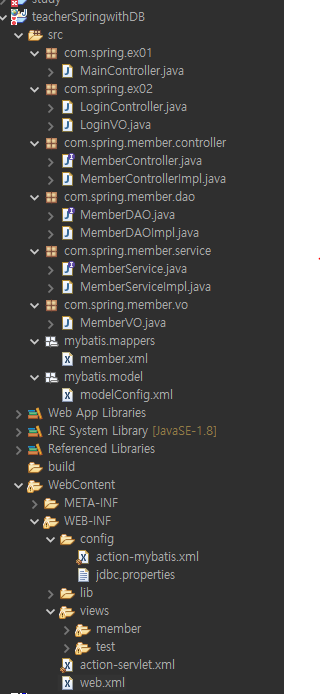 teacherSpringwithDB
src
com.spring.ex01
MainController.java
com.spring.ex02
LoginController.java
LoginVO.java
com.spring.member.controller
MemberController.java
MemberControllerImpl.java
com.spring.member.dao
MemberDAO.java
MemberDAOImpl.java
com.spring.member.service
MemberService.java
MemberServiceImpl.java
com.spring.member.vo
MemberVO.java
mybatis.mappers
member.xml
mybatis.model
modelConfig.xml
Web App Libraries
JRE System Library [JavaSE-1.8]
Referenced Libraries
build
WebContent
META-INF
WEB-INF
config
action-mybatis.xml
jdbc.properties
lib
views
member
test
action-servlet.xml
web.xml